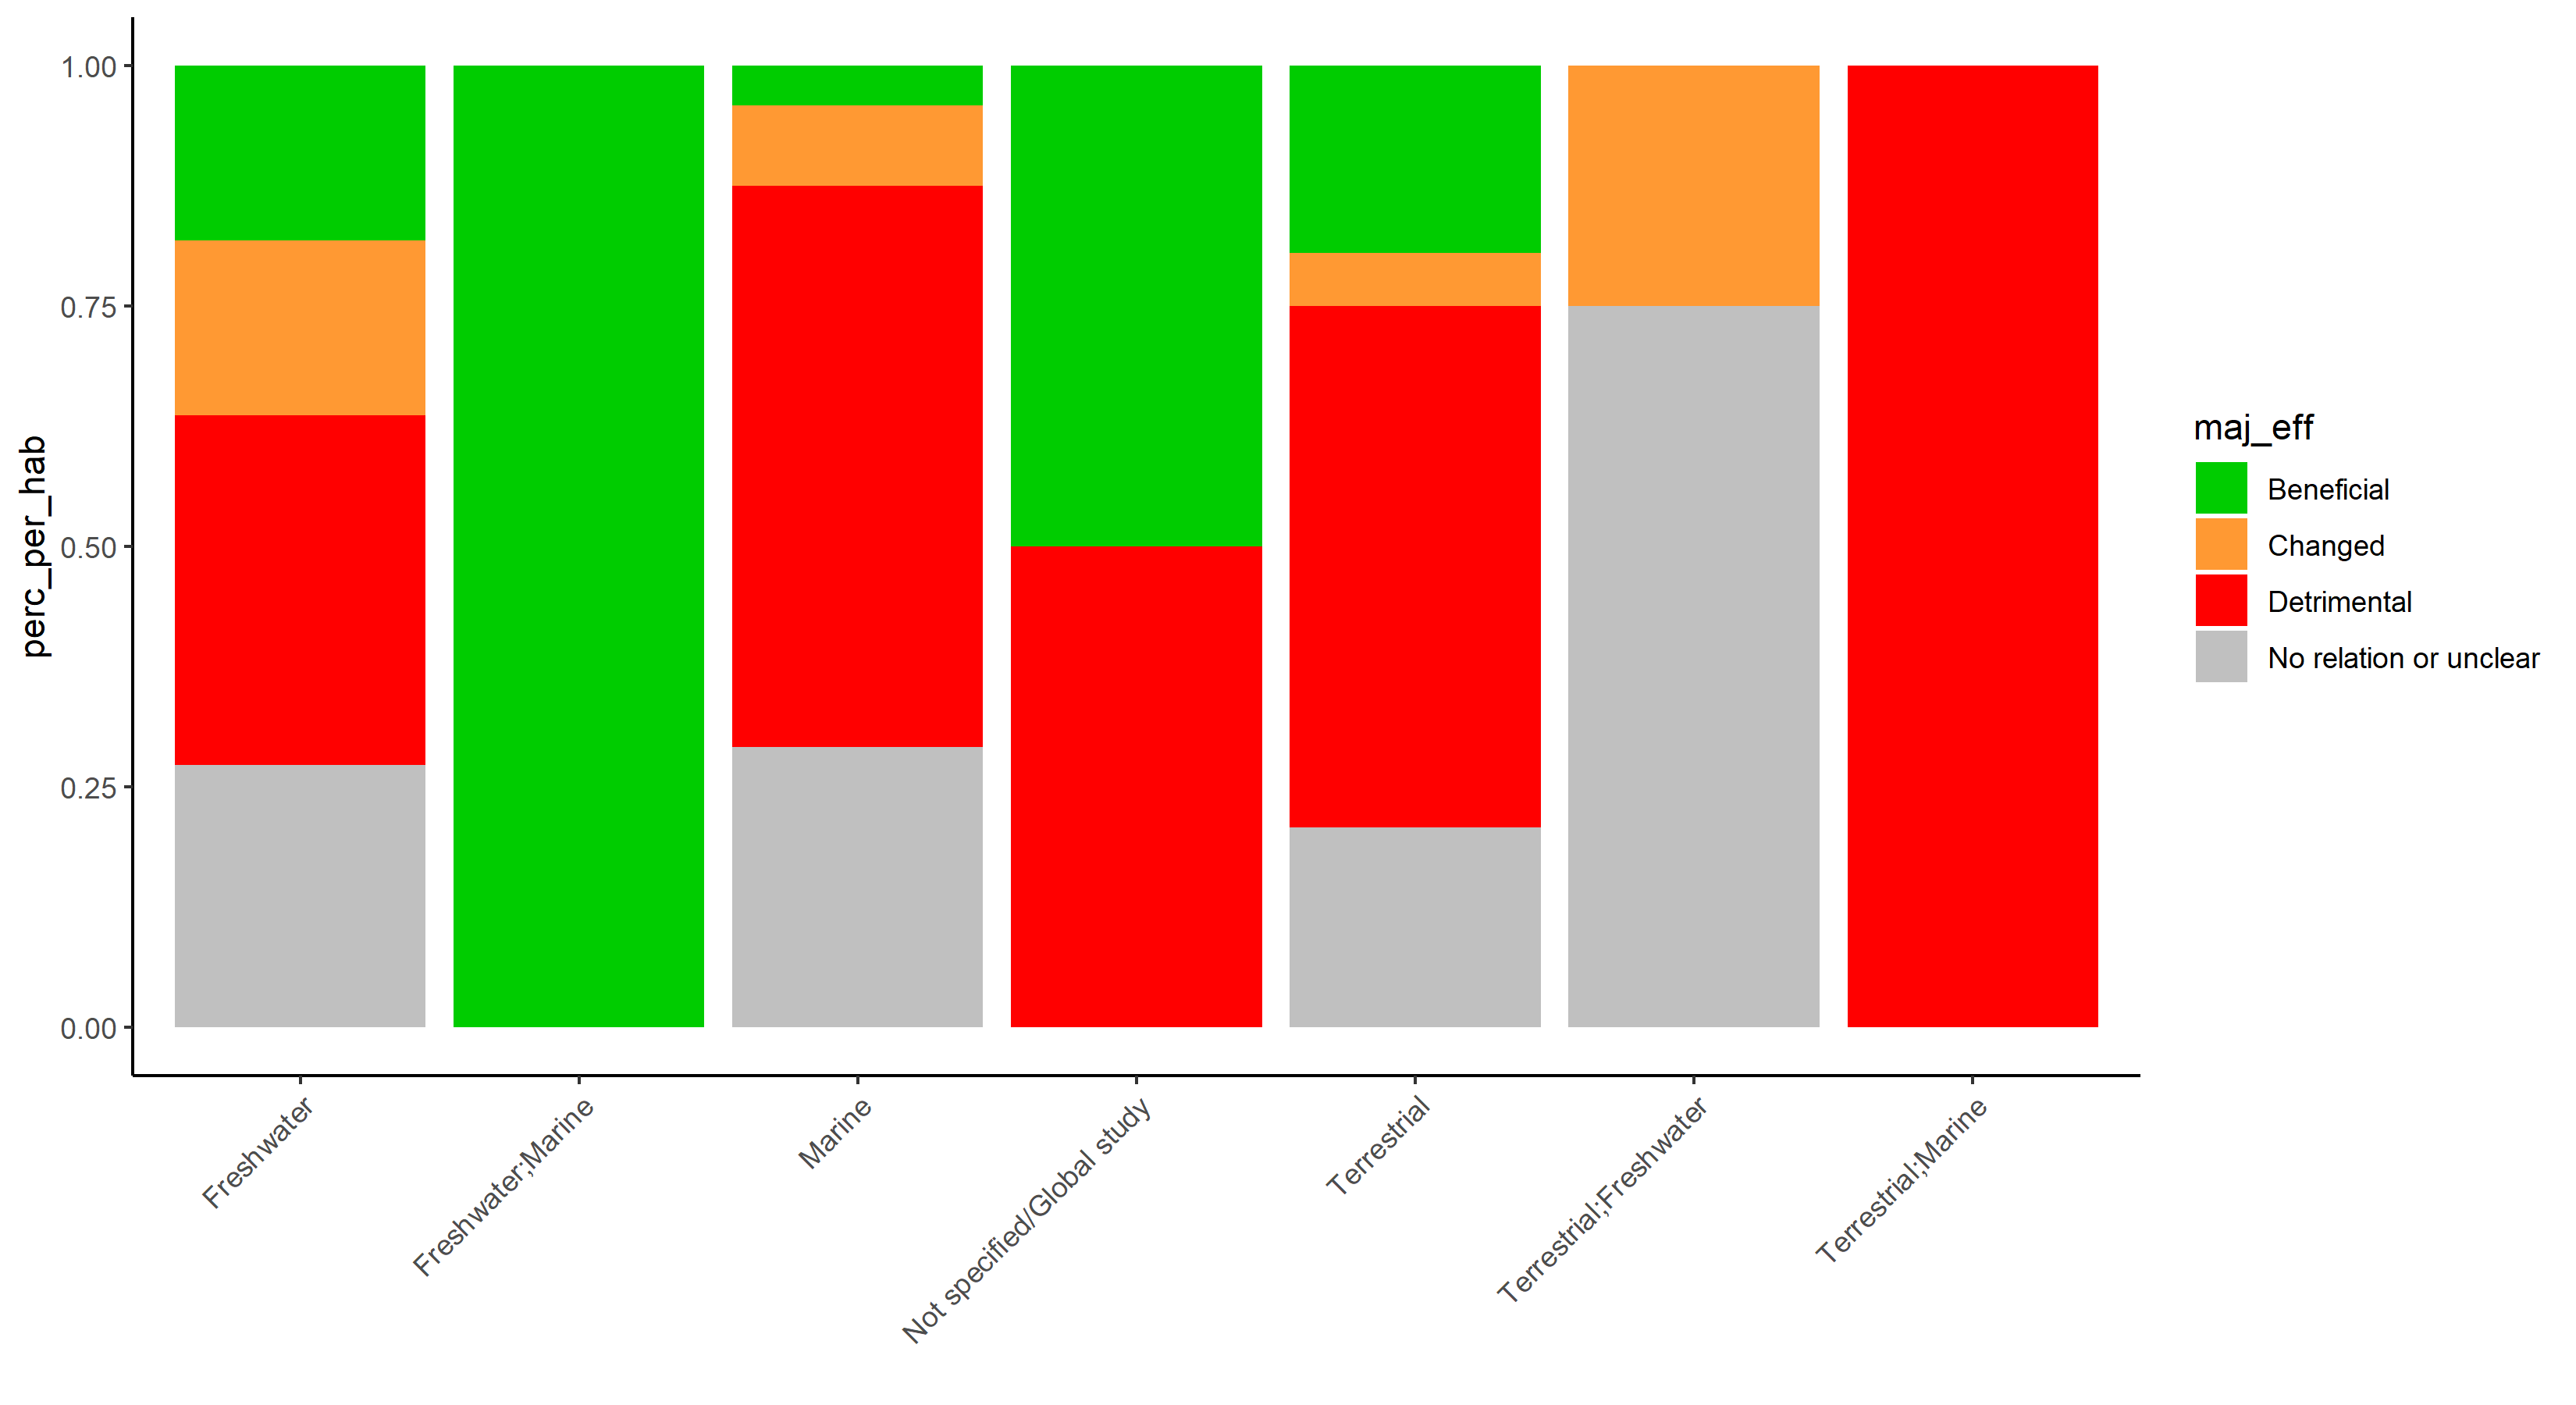 perc_per_hab
1.00
0.75
0.50
0.25
0.00
Freshwater
Freshwater;Marine
Marine
Not specified/Global study
Terrestrial
Terrestrial;Freshwater
Terrestrial;Marine
maj_eff
Beneficial
Changed
Detrimental
No relation or unclear